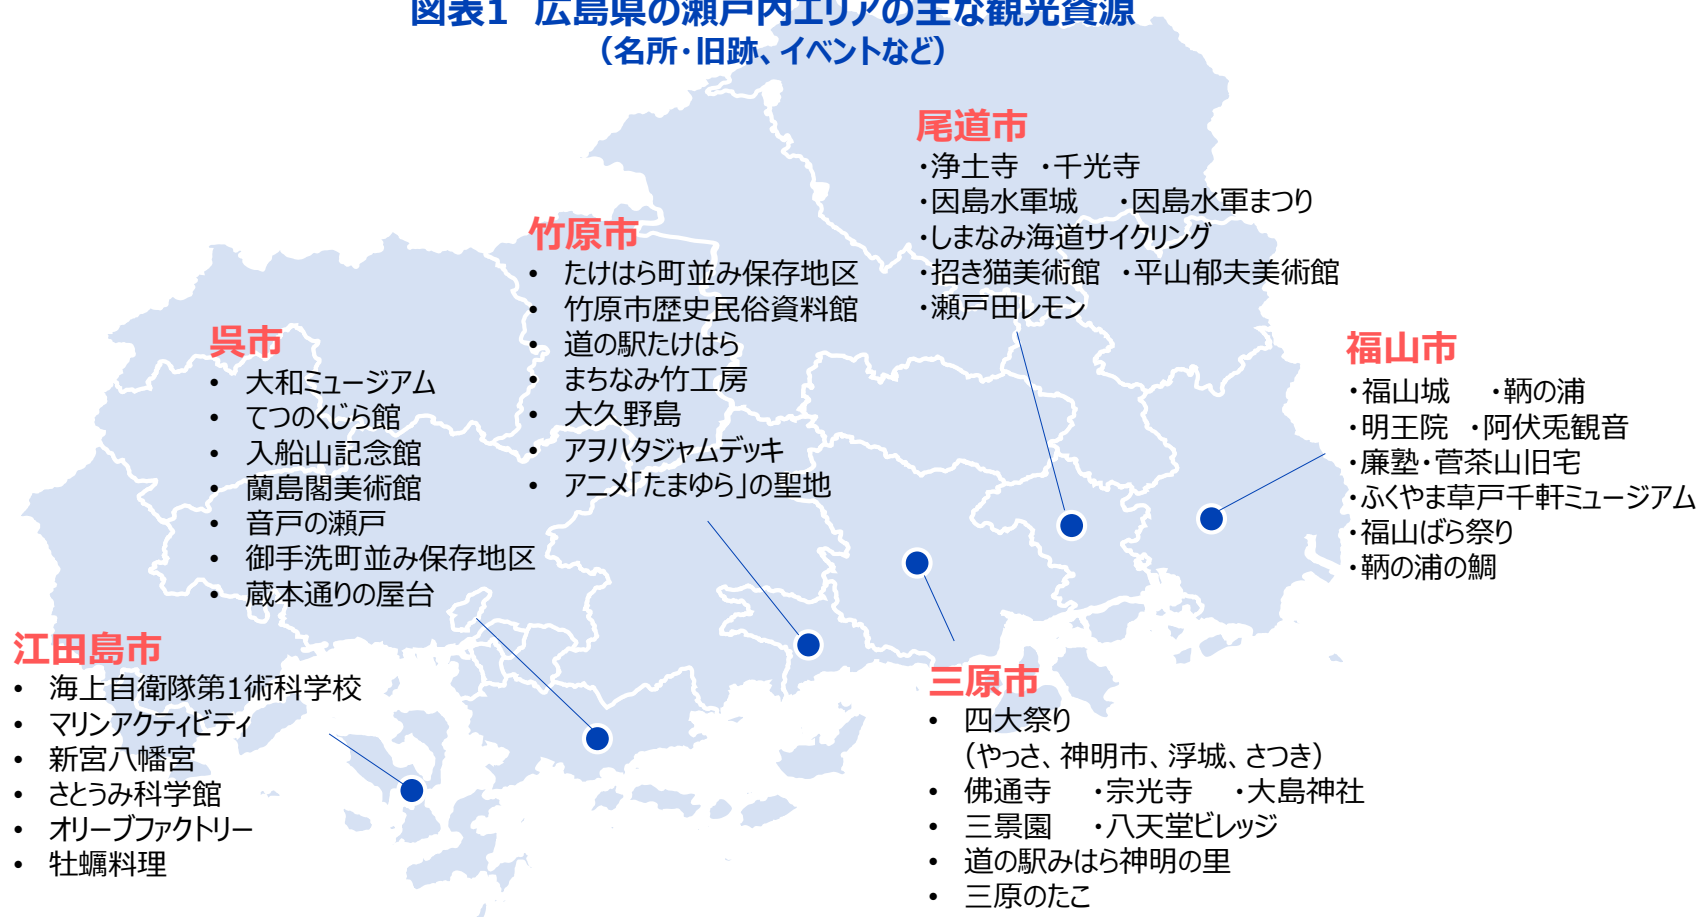 図表1 広島県の瀬戸内エリアの主な観光資源
（名所・旧跡、イベントなど）
尾道市
・浄土寺 ・千光寺
・因島水軍城 ・因島水軍まつり
・しまなみ海道サイクリング
・招き猫美術館 ・平山郁夫美術館
・瀬戸田レモン
竹原市
• たけはら町並み保存地区
• 竹原市歴史民俗資料館
• 道の駅たけはら
• まちなみ竹工房
• 大久野島
• アヲハタジャムデッキ
• アニメ「たまゆら」の聖地
呉市
• 大和ミュージアム
• てつのくじら館
• 入船山記念館
• 蘭島閣美術館
• 音戸の瀬戸
• 御手洗町並み保存地区
• 蔵本通りの屋台
福山市
・福山城 ・鞆の浦
・明王院 ・阿伏兎観音
・廉塾・菅茶山旧宅
・ふくやま草戸千軒ミュージアム
・福山ばら祭り
・鞆の浦の鯛
江田島市
• 海上自衛隊第1術科学校
• マリンアクティビティ
• 新宮八幡宮
• さとうみ科学館
• オリーブファクトリー
• 牡蠣料理
三原市
• 四大祭り
（やっさ、神明市、浮城、さつき）
• 佛通寺 ・宗光寺 ・大島神社
• 三景園 ・八天堂ビレッジ
• 道の駅みはら神明の里
• 三原のたこ